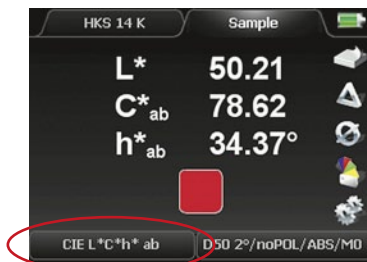 HKS 14 K Sample
L* 50.21
C*ab 78.62
h*ab 34.37°
CIE L*C*h* ab D50 2°/noPOL/ABS/M0